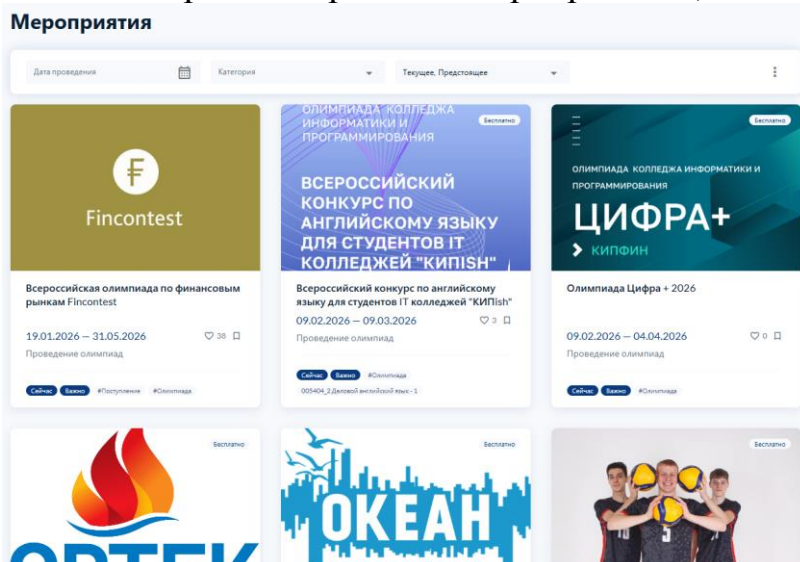 Мероприятия
Дата проведения
Категория
Текущее, Предстоящее
Fincontest
Бесплатно
ОЛИМПИАДА КОЛЛЕДЖА
ИНФОРМАТИКИ И
ПРОГРАММИРОВАНИЯ
ВСЕРОССИЙСКИЙ
КОНКУРС ПО
АНГЛИЙСКОМУ ЯЗЫКУ
ДЛЯ СТУДЕНТОВ IT
КОЛЛЕДЖЕЙ "КИПISH"
Бесплатно
ОЛИМПИАДА КОЛЛЕДЖА ИНФОРМАТИКИ И
ПРОГРАММИРОВАНИЯ
ЦИФРА+
КИПФИН
Всероссийская олимпиада по финансовым
рынкам Fincontest
19.01.2026 — 31.05.2026
38
Проведение олимпиад
Сейчас Важно #Поступление #Олимпиада
Всероссийский конкурс по английскому
языку для студентов IT колледжей "КИПish"
09.02.2026 — 09.03.2026
3
Проведение олимпиад
Сейчас Важно #Олимпиада
005404_2 Деловой английский язык - 1
Олимпиада Цифра + 2026
09.02.2026 — 04.04.2026
0
Проведение олимпиад
Сейчас Важно #Олимпиада
Бесплатно
АРТЕК
Бесплатно
ОКЕАН
Бесплатно
5